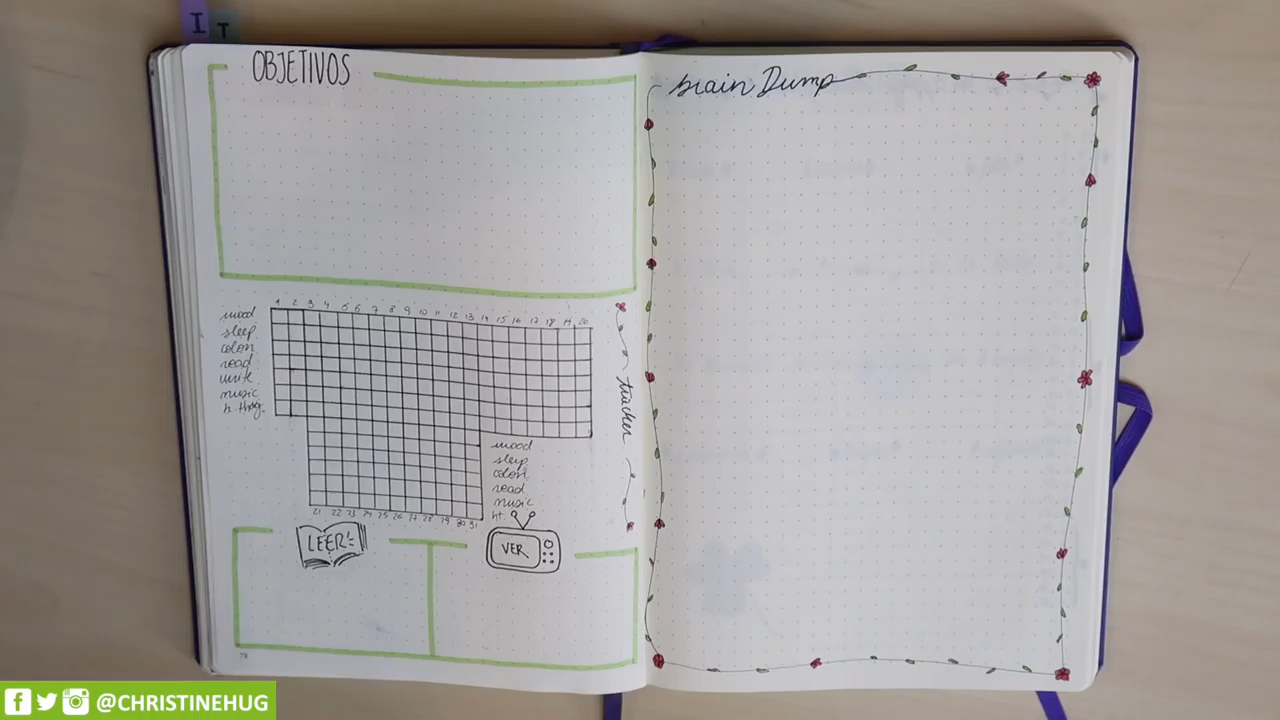 I T
OBJETIVOS
brain Dump
1 2 3 4 5 6 7 8 9 10 11 12 13 14 15 16 17 18 19 20
mood
sleep
colon
read
write
music
tracker
mood
sleep
colon
read
music
ht.
21 22 23 24 25 26 27 28 29 30 31
LEER
VER
78
@CHRISTINEHUG